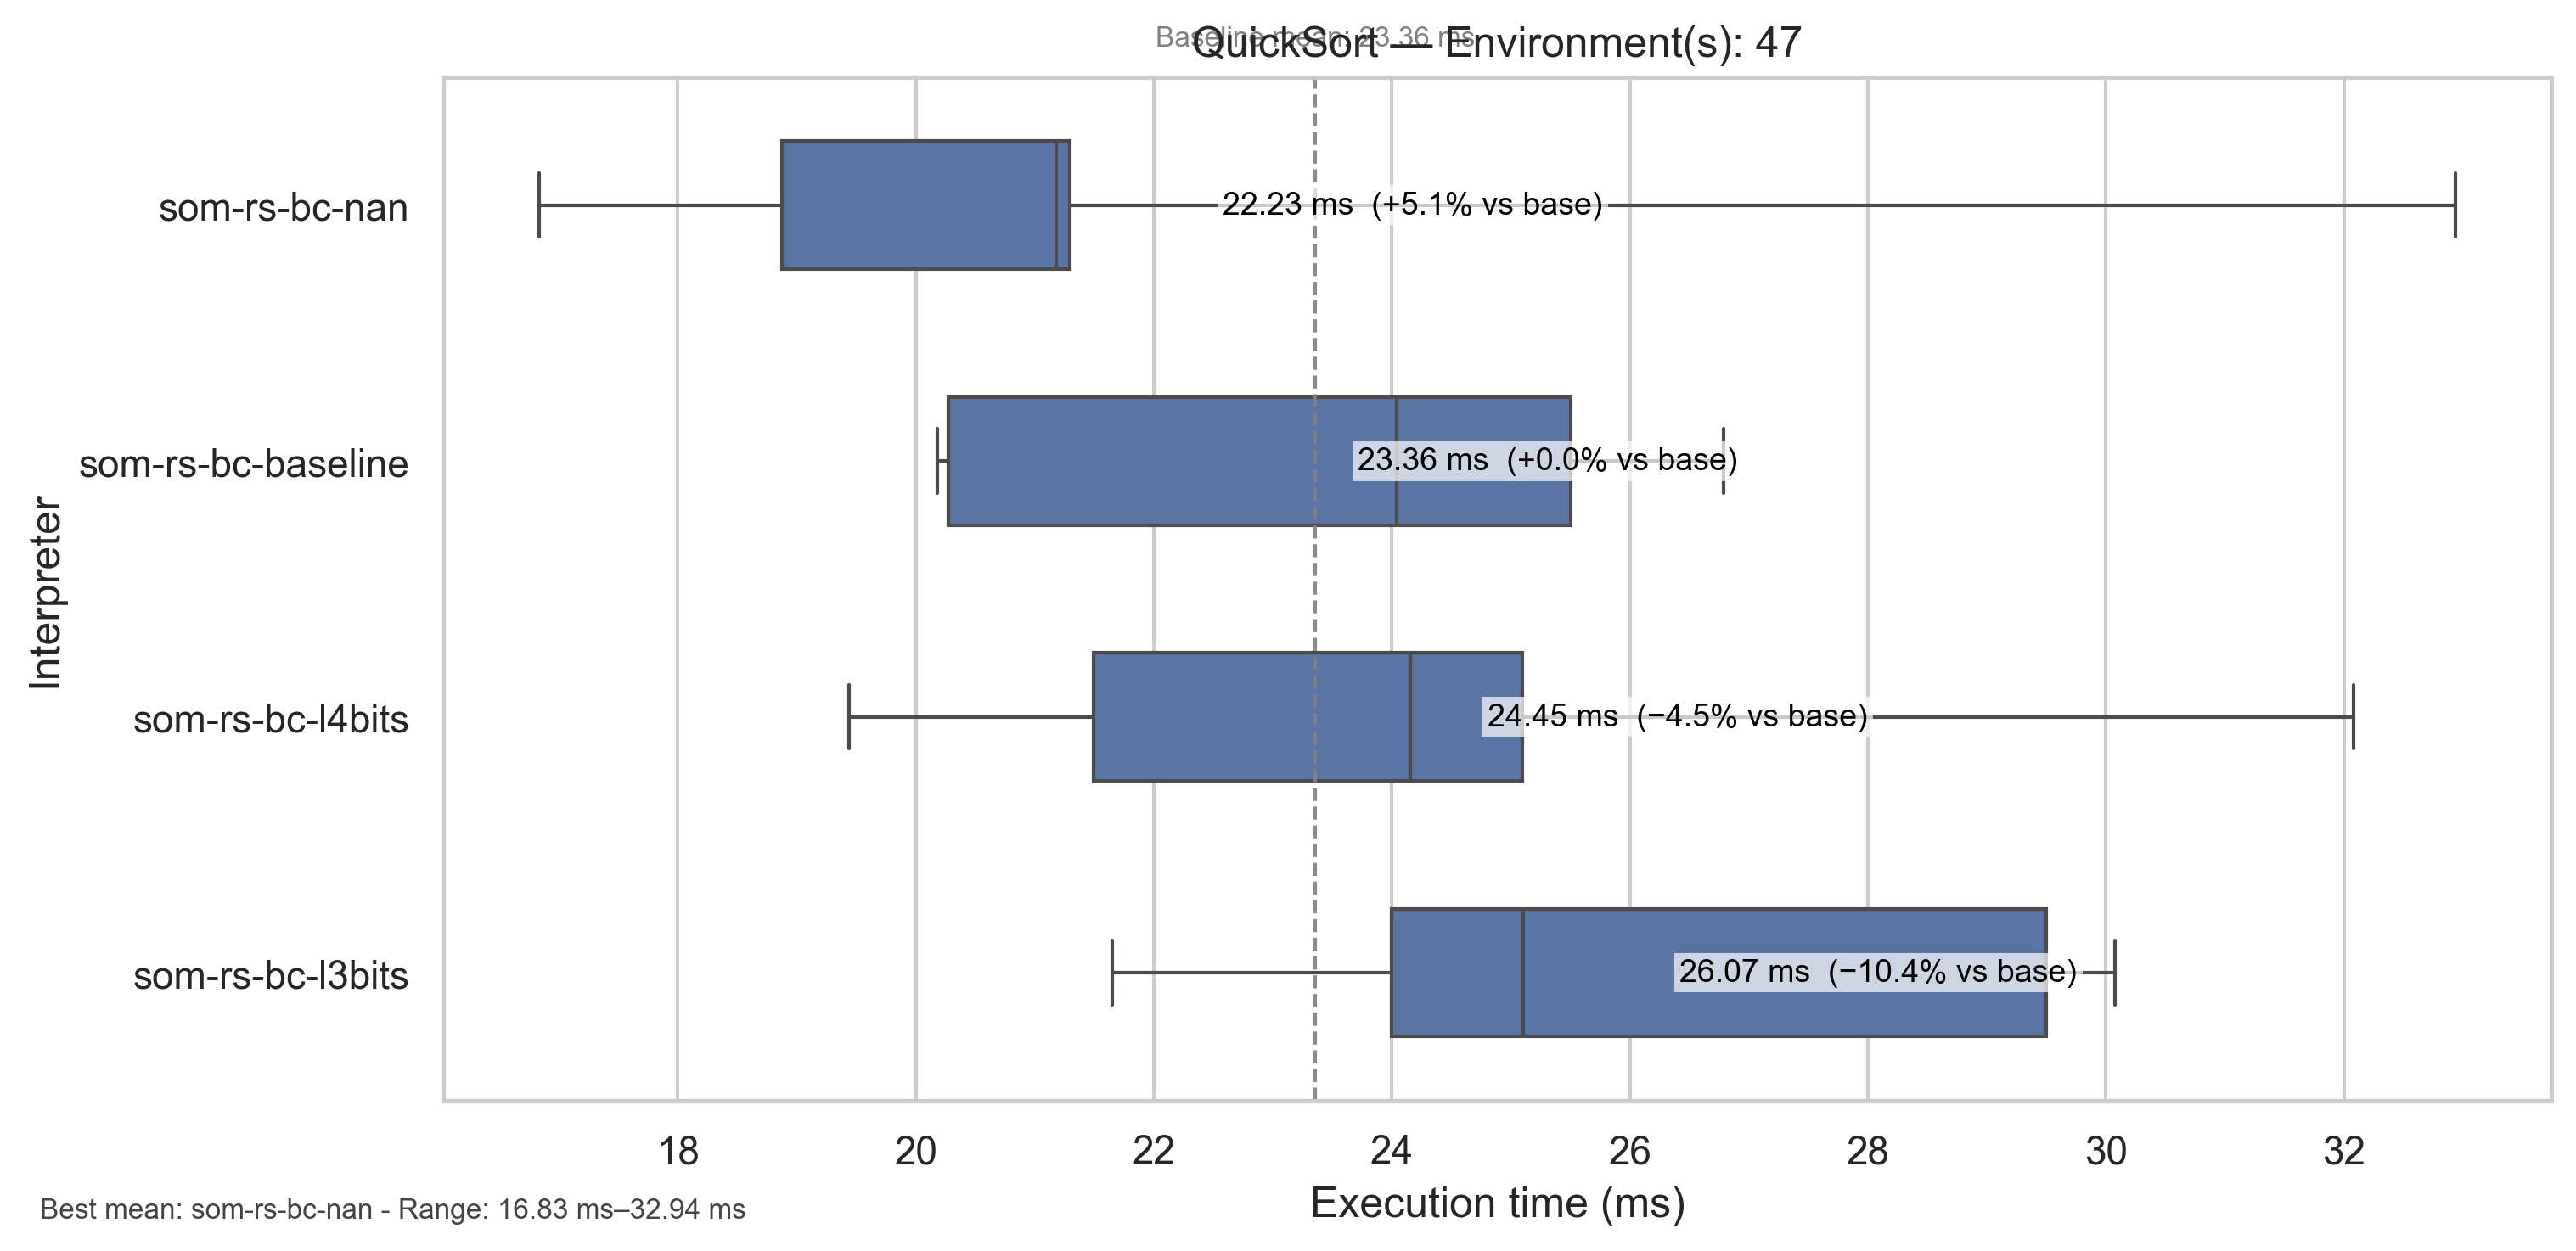 Baseline mean: 23.36 ms
QuickSort — Environment(s): 47
som-rs-bc-nan
22.23 ms (+5.1% vs base)
som-rs-bc-baseline
23.36 ms (+0.0% vs base)
Interpreter
som-rs-bc-l4bits
24.45 ms (−4.5% vs base)
som-rs-bc-l3bits
26.07 ms (−10.4% vs base)
18 20 22 24 26 28 30 32
Execution time (ms)
Best mean: som-rs-bc-nan - Range: 16.83 ms–32.94 ms